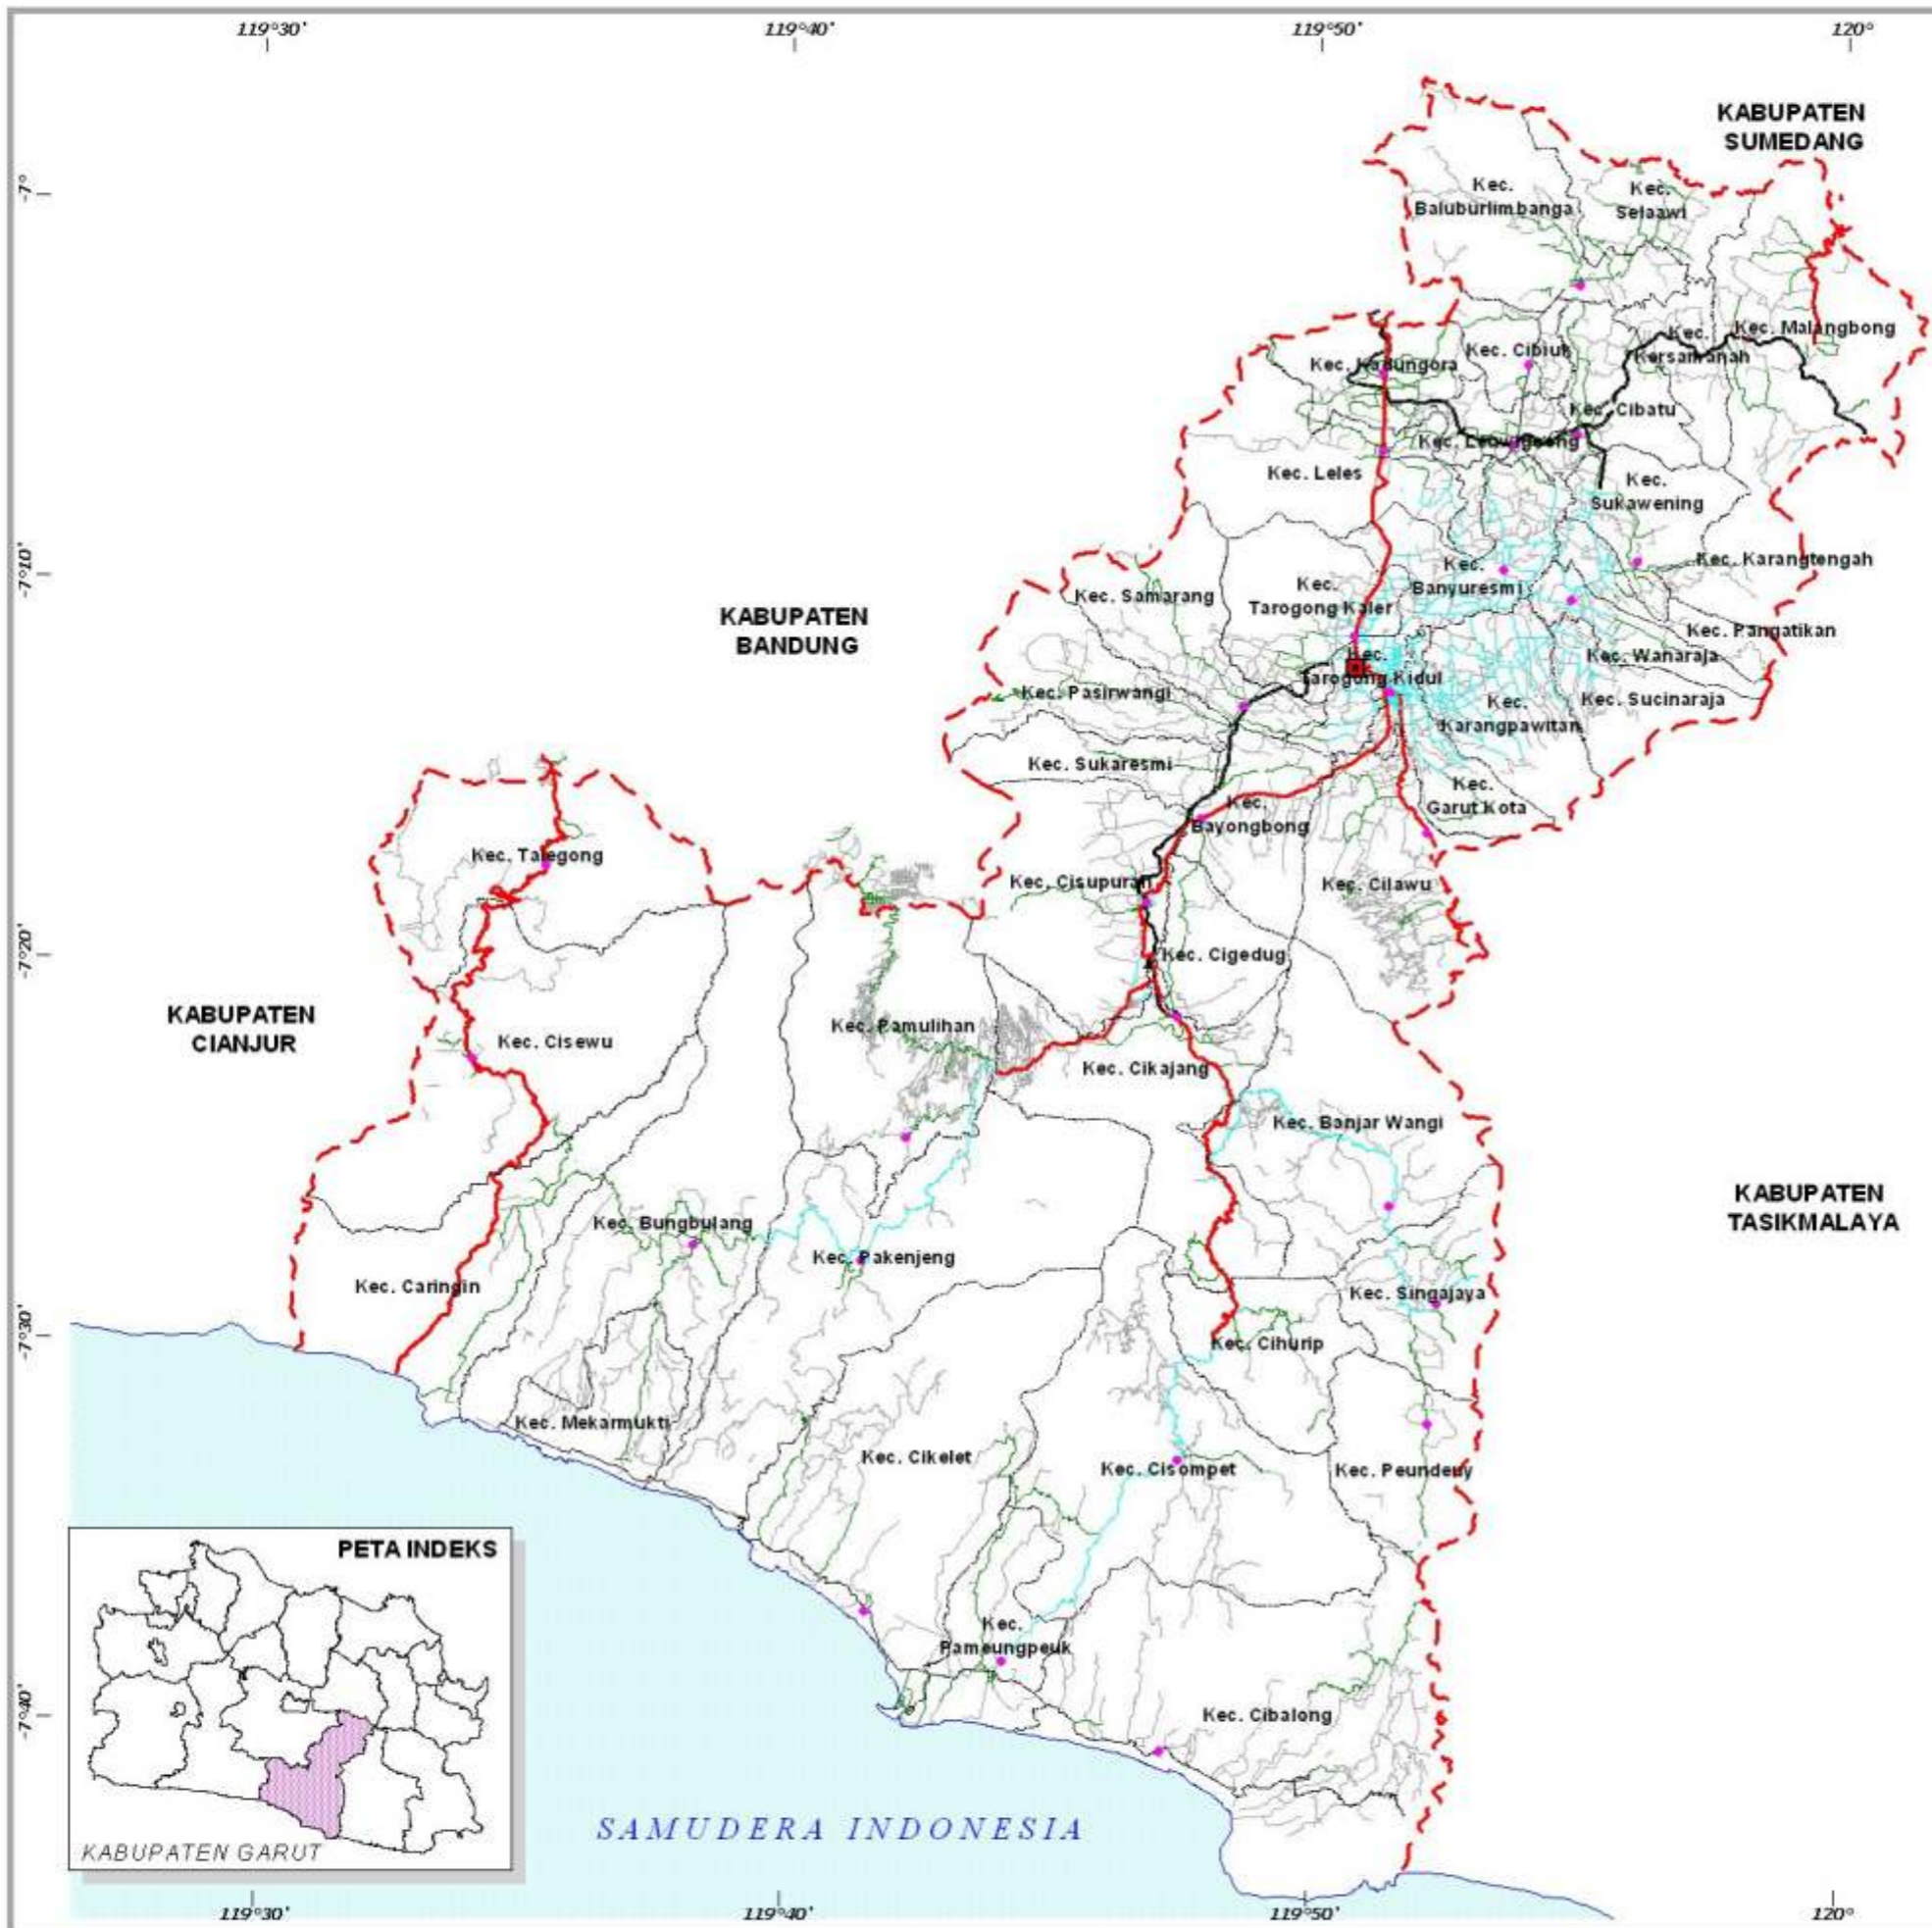 119°30'
119°40'
119°50'
120°
KABUPATEN
SUMEDANG
-7°
Kec.
Baluburlimbanga
Kec.
Selaawi
Kec. Malangbong
Kec.
Kersamanah
Kec. Cibiuk
Kec. Kadungora
Kec. Cibatu
Kec. Leuwigoong
Kec. Leles
Kec.
Sukawening
-7°10'
Kec. Karangtengah
Kec.
Banyuresmi
Kec.
Tarogong Kaler
Kec. Samarang
KABUPATEN
BANDUNG
Kec. Pangatikan
Kec. Wanaraja
Kec.
Tarogong Kidul
Kec. Pasirwangi
Kec. Sucinaraja
Kec.
Karangpawitan
Kec. Sukaresmi
Kec.
Garut Kota
Kec.
Bayongbong
Kec. Talegong
Kec. Cisupurah
Kec. Cilawu
-7°20'
Kec. Cigedug
KABUPATEN
CIANJUR
Kec. Cisewu
Kec. Pamulihan
Kec. Cikajang
Kec. Banjar Wangi
KABUPATEN
TASIKMALAYA
Kec. Bungbulang
Kec. Pakenjeng
Kec. Caringin
Kec. Singajaya
-7°30'
Kec. Cihurip
Kec. Mekarmukti
Kec. Cikelet
Kec. Cisompet
Kec. Peundeuy
PETA INDEKS
Kec.
Pameungpeuk
-7°40'
Kec. Cibalong
SAMUDERA INDONESIA
KABUPATEN GARUT
119°30'
119°40'
119°50'
120°